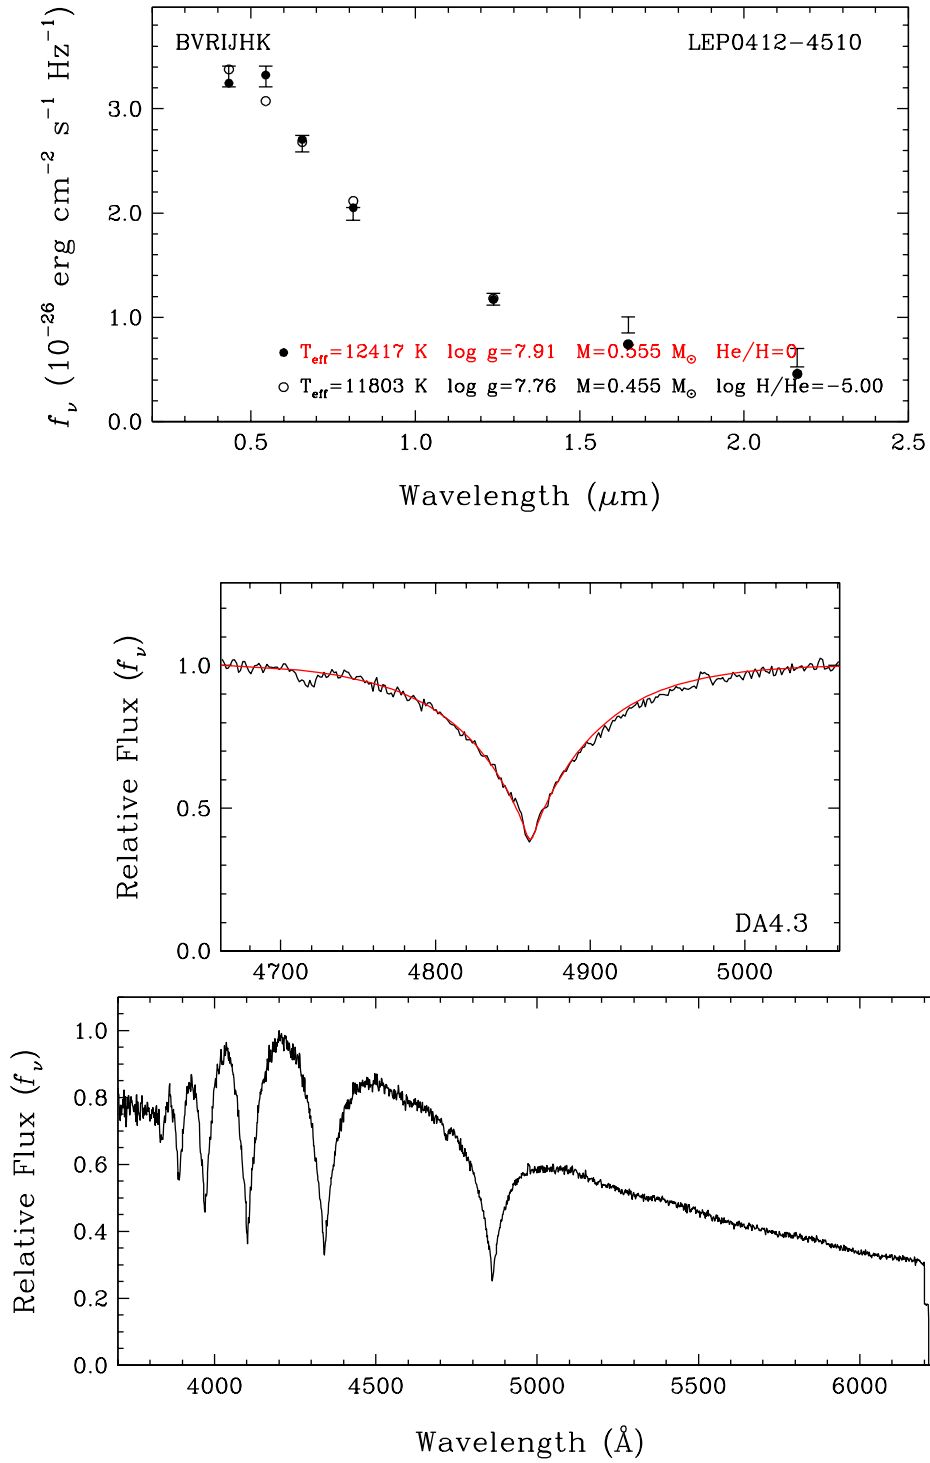 BVRIJHK LEP0412−4510
f_ν (10^−26 erg cm^−2 s^−1 Hz^−1)
3.0
2.0
1.0
0.0
● T_eff=12417 K log g=7.91 M=0.555 M_⊙ He/H=0
○ T_eff=11803 K log g=7.76 M=0.455 M_⊙ log H/He=−5.00
0.5 1.0 1.5 2.0 2.5
Wavelength (μm)
Relative Flux (f_ν)
1.0
0.5
0.0
DA4.3
4700 4800 4900 5000
Relative Flux (f_ν)
1.0
0.8
0.6
0.4
0.2
0.0
4000 4500 5000 5500 6000
Wavelength (Å)